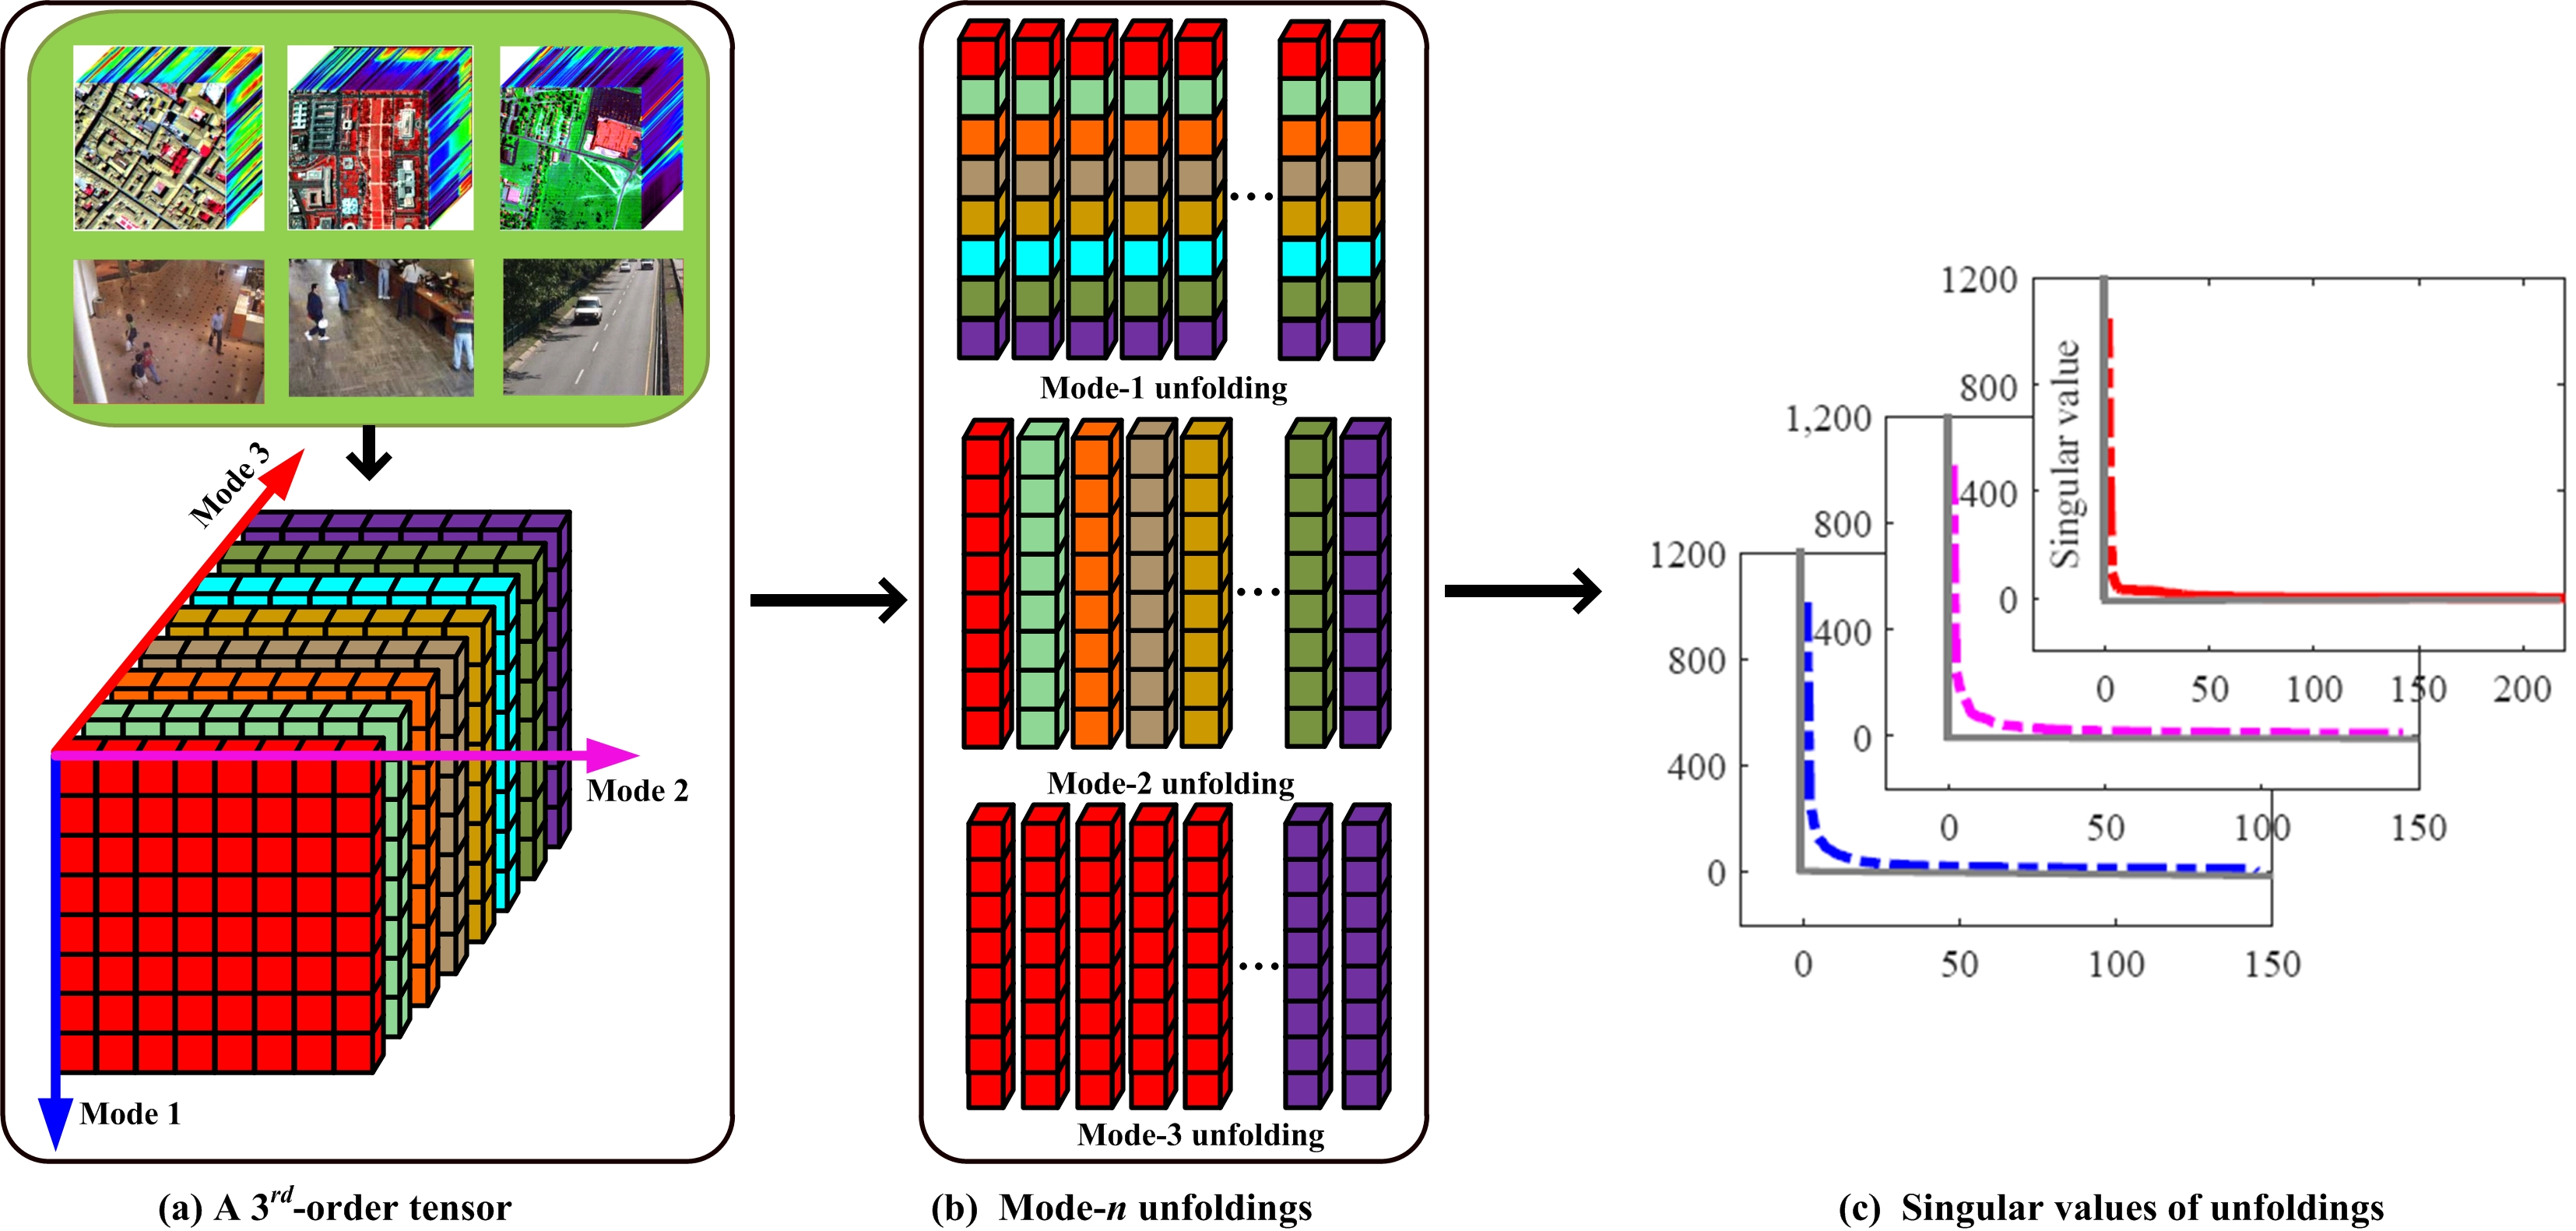 Mode 3
Mode 2
Mode 1
(a) A 3rd-order tensor
Mode-1 unfolding
...
Mode-2 unfolding
...
Mode-3 unfolding
...
(b) Mode-n unfoldings
1200
800
400
0
Singular value
0 50 100 150 200
1,200
800
400
0
0 50 100 150
1200
800
400
0
0 50 100 150
(c) Singular values of unfoldings